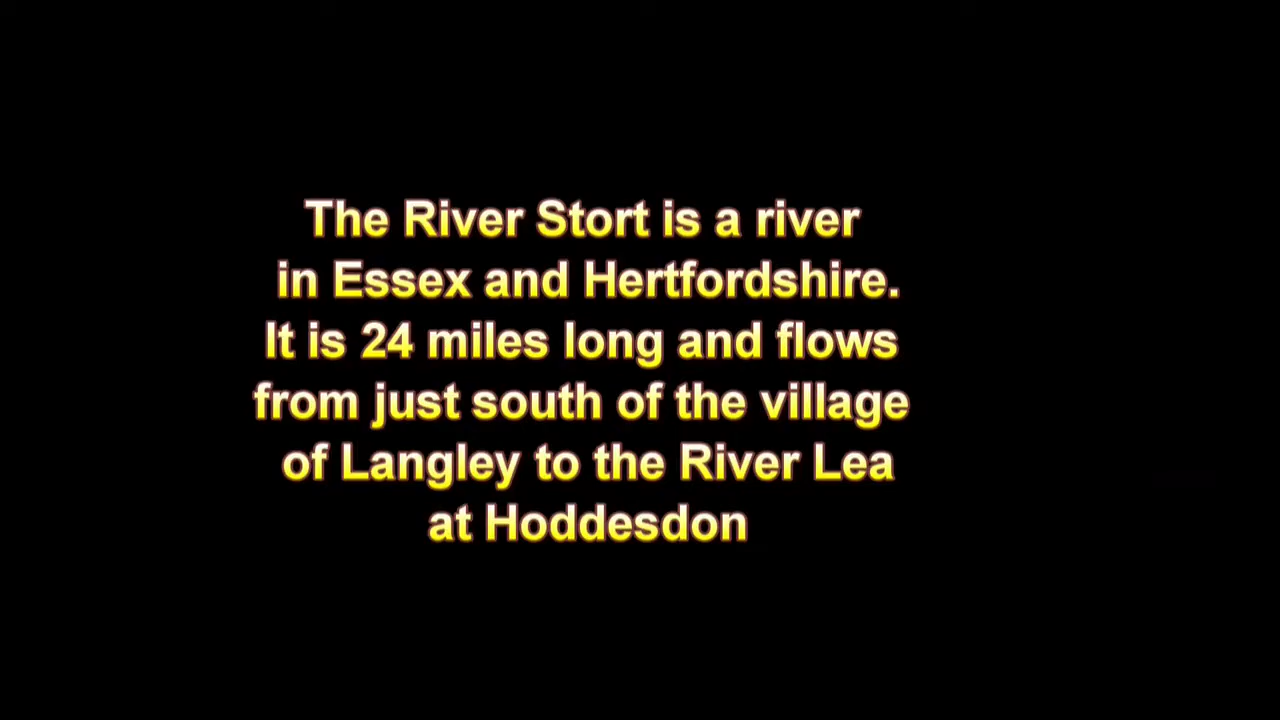 The River Stort is a river
in Essex and Hertfordshire.
It is 24 miles long and flows
from just south of the village
of Langley to the River Lea
at Hoddesdon